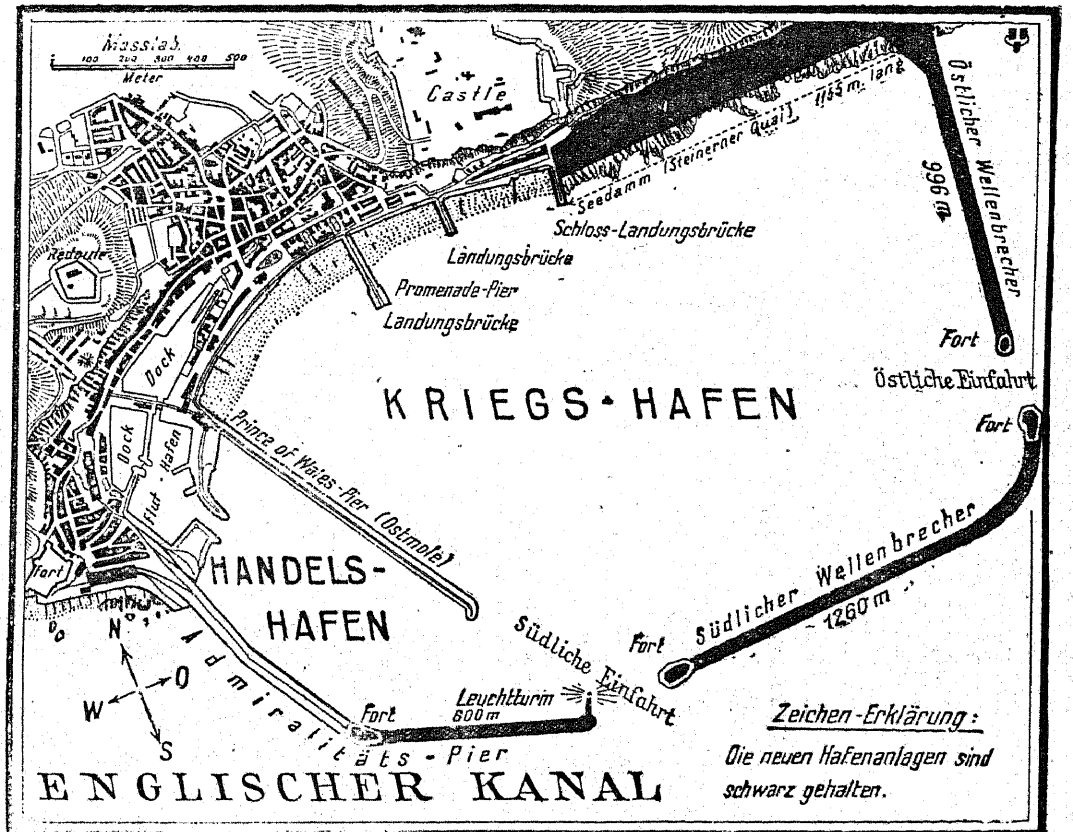 Masslab.
1 100 200 300 400 500
Meter
Castle
Östlicher Wellenbrecher
996 m
Seedamm (Steinerner Quai) 1155 m. lang
Schloss-Landungsbrücke
Landungsbrücke
Promenade-Pier
Landungsbrücke
Redoute
Dock
Fort
Östliche Einfahrt
Fort
KRIEGS-HAFEN
Prince of Wales-Pier (Ostmole)
Dock
Flut-Hafen
Fort
HANDELS-
HAFEN
Südlicher Wellenbrecher
1260 m
Fort
Südliche Einfahrt
N
O
W
S
Admiralitäts-Pier
Fort
Leuchtturm
600 m
Zeichen-Erklärung:
Die neuen Hafenanlagen sind
schwarz gehalten.
ENGLISCHER KANAL